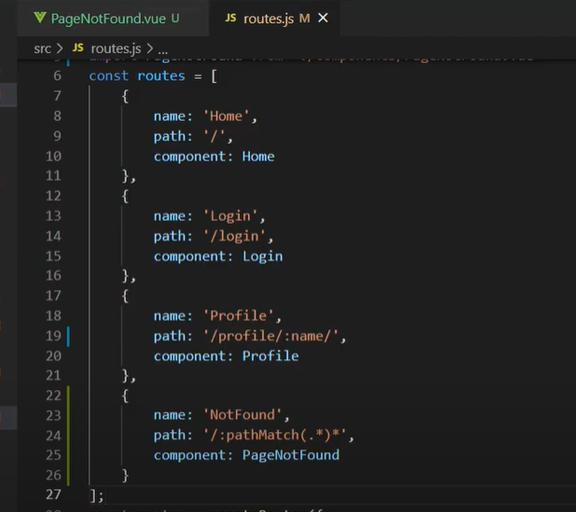 PageNotFound.vue U
JS routes.js M ×
src > JS routes.js > ...
6 const routes = [
7 {
8 name: 'Home',
9 path: '/',
10 component: Home
11 },
12 {
13 name: 'Login',
14 path: '/login',
15 component: Login
16 },
17 {
18 name: 'Profile',
19 path: '/profile/:name/',
20 component: Profile
21 },
22 {
23 name: 'NotFound',
24 path: '/:pathMatch(.*)*',
25 component: PageNotFound
26 }
27 ];